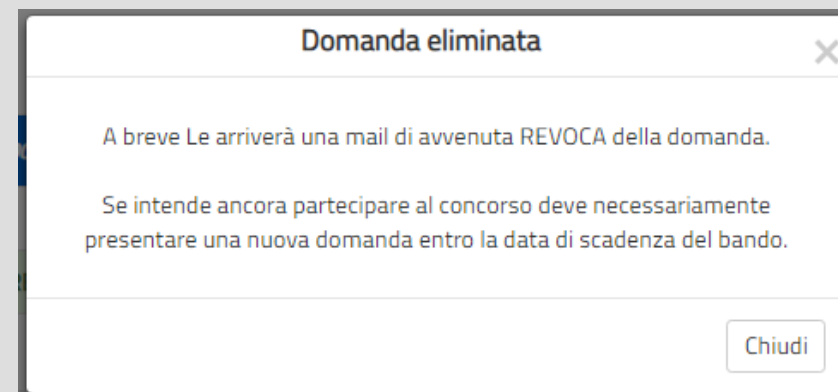 Domanda eliminata
A breve Le arriverà una mail di avvenuta REVOCA della domanda.
Se intende ancora partecipare al concorso deve necessariamente
presentare una nuova domanda entro la data di scadenza del bando.
Chiudi